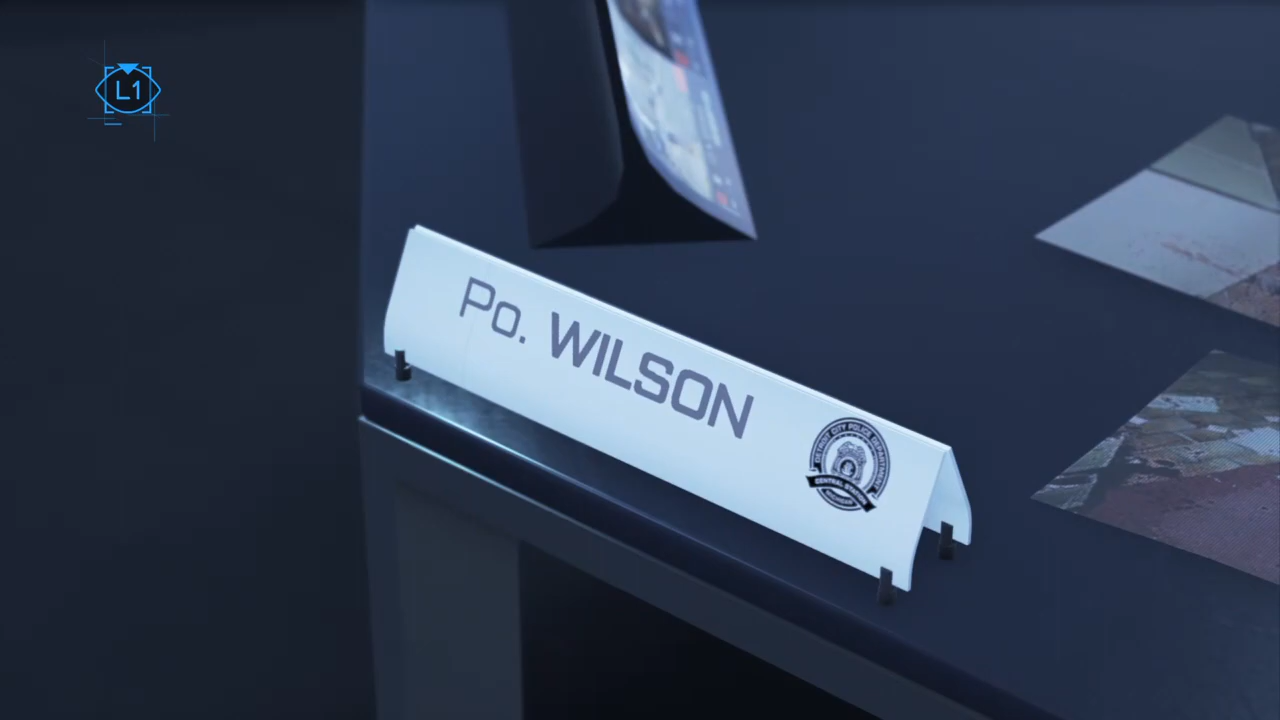 L1
Po. WILSON
DETROIT CITY POLICE DEPARTMENT
CENTRAL STATION